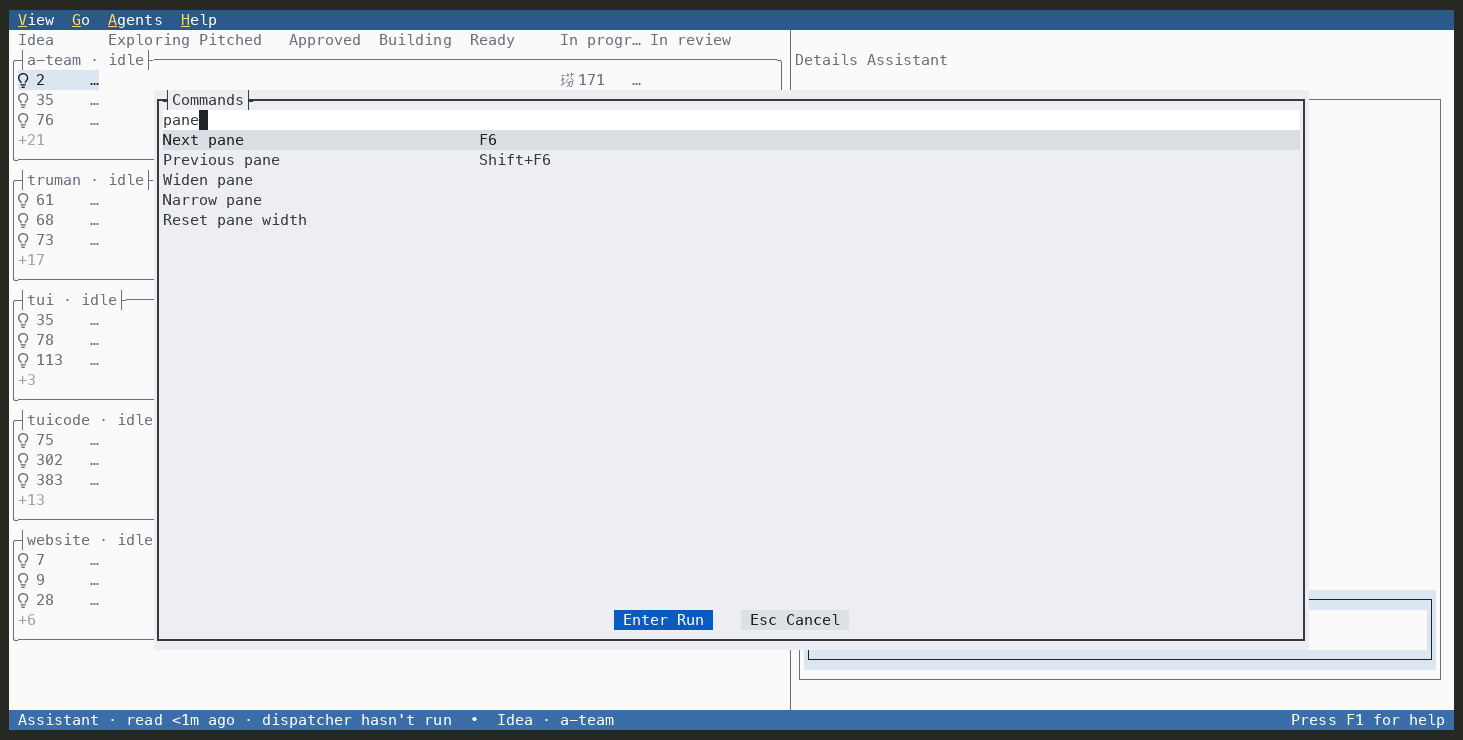 View Go Agents Help
Idea Exploring Pitched Approved Building Ready In progr… In review
a-team · idle
Details Assistant
2 … 171 …
35 …
Commands
76 …
pane
+21
Next pane F6
Previous pane Shift+F6
truman · idle
Widen pane
61 …
Narrow pane
68 …
Reset pane width
73 …
+17
tui · idle
35 …
78 …
113 …
+3
tuicode · idle
75 …
302 …
383 …
+13
website · idle
7 …
9 …
28 …
+6
Enter Run Esc Cancel
Assistant · read <1m ago · dispatcher hasn't run • Idea · a-team
Press F1 for help